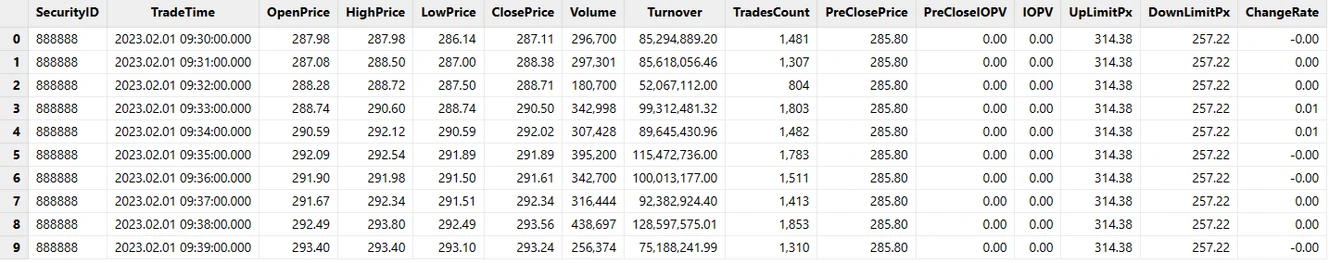 SecurityID TradeTime OpenPrice HighPrice LowPrice ClosePrice Volume Turnover TradesCount PreClosePrice PreCloseIOPV IOPV UpLimitPx DownLimitPx ChangeRate
0 888888 2023.02.01 09:30:00.000 287.98 287.98 286.14 287.11 296,700 85,294,889.20 1,481 285.80 0.00 0.00 314.38 257.22 -0.00
1 888888 2023.02.01 09:31:00.000 287.08 288.50 287.00 288.38 297,301 85,618,056.46 1,307 285.80 0.00 0.00 314.38 257.22 0.00
2 888888 2023.02.01 09:32:00.000 288.28 288.72 287.50 288.71 180,700 52,067,112.00 804 285.80 0.00 0.00 314.38 257.22 0.00
3 888888 2023.02.01 09:33:00.000 288.74 290.60 288.74 290.50 342,998 99,312,481.32 1,803 285.80 0.00 0.00 314.38 257.22 0.01
4 888888 2023.02.01 09:34:00.000 290.59 292.12 290.59 292.02 307,428 89,645,430.96 1,482 285.80 0.00 0.00 314.38 257.22 0.01
5 888888 2023.02.01 09:35:00.000 292.09 292.54 291.89 291.89 395,200 115,472,736.00 1,783 285.80 0.00 0.00 314.38 257.22 -0.00
6 888888 2023.02.01 09:36:00.000 291.90 291.98 291.50 291.61 342,700 100,013,177.00 1,511 285.80 0.00 0.00 314.38 257.22 -0.00
7 888888 2023.02.01 09:37:00.000 291.67 292.34 291.51 292.34 316,444 92,382,924.40 1,413 285.80 0.00 0.00 314.38 257.22 0.00
8 888888 2023.02.01 09:38:00.000 292.49 293.80 292.49 293.56 438,697 128,597,575.01 1,853 285.80 0.00 0.00 314.38 257.22 0.00
9 888888 2023.02.01 09:39:00.000 293.40 293.40 293.10 293.24 256,374 75,188,241.99 1,310 285.80 0.00 0.00 314.38 257.22 -0.00